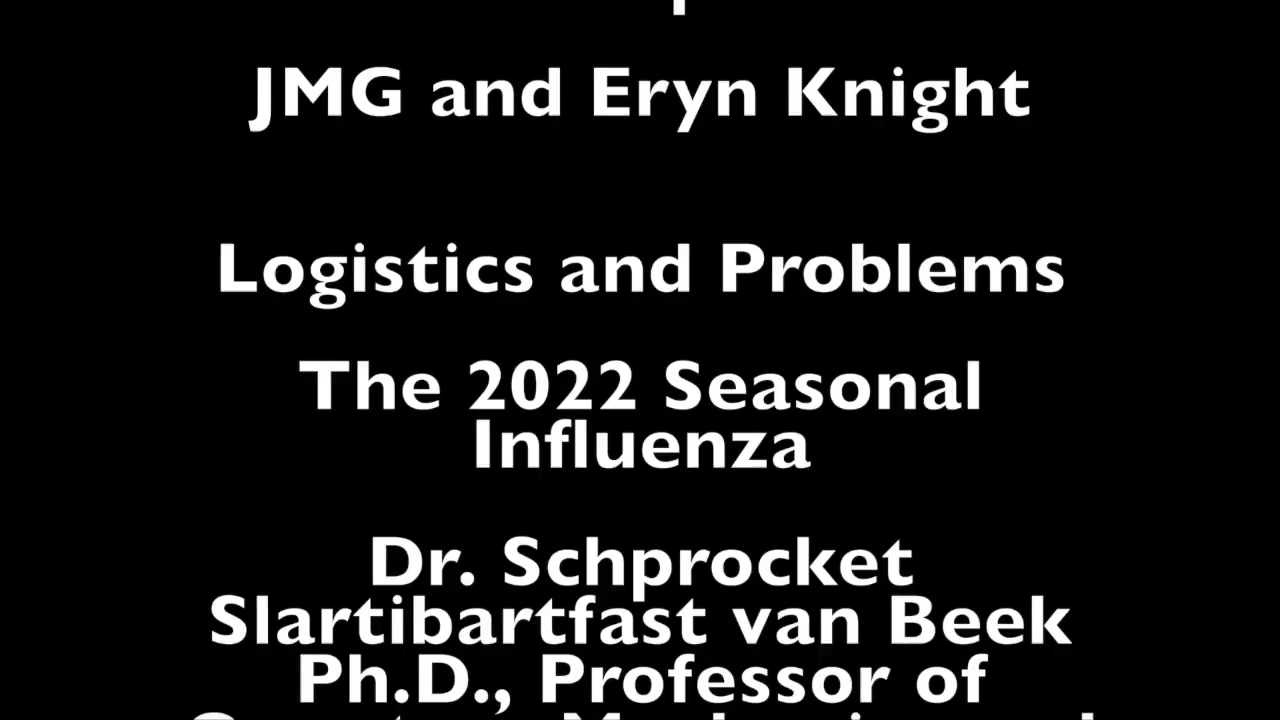 JMG and Eryn Knight
Logistics and Problems
The 2022 Seasonal
Influenza
Dr. Schprocket
Slartibartfast van Beek
Ph.D., Professor of